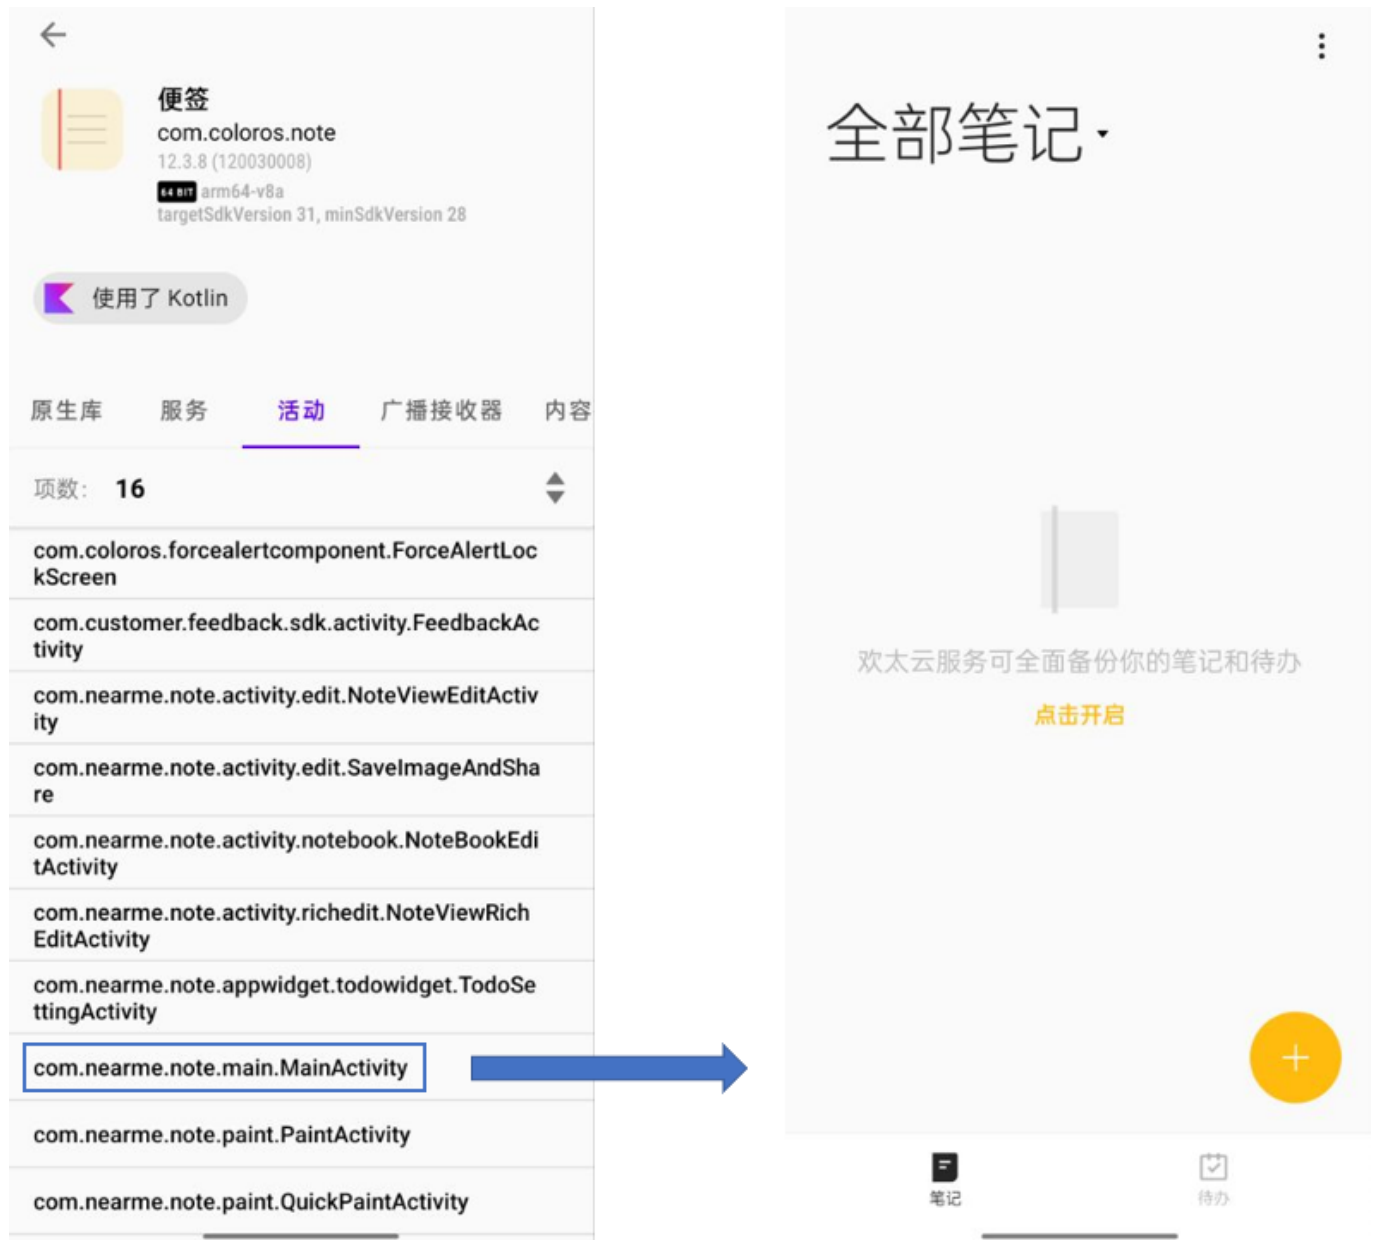 便签
com.coloros.note
12.3.8 (120030008)
64 BIT arm64-v8a
targetSdkVersion 31, minSdkVersion 28
使用了 Kotlin
原生库 服务 活动 广播接收器 内容
项数: 16
com.coloros.forcealertcomponent.ForceAlertLoc
kScreen
com.customer.feedback.sdk.activity.FeedbackAc
tivity
com.nearme.note.activity.edit.NoteViewEditActiv
ity
com.nearme.note.activity.edit.SaveImageAndSha
re
com.nearme.note.activity.notebook.NoteBookEdi
tActivity
com.nearme.note.activity.richedit.NoteViewRich
EditActivity
com.nearme.note.appwidget.todowidget.TodoSe
ttingActivity
com.nearme.note.main.MainActivity
com.nearme.note.paint.PaintActivity
com.nearme.note.paint.QuickPaintActivity
全部笔记
欢太云服务可全面备份你的笔记和待办
点击开启
笔记 待办